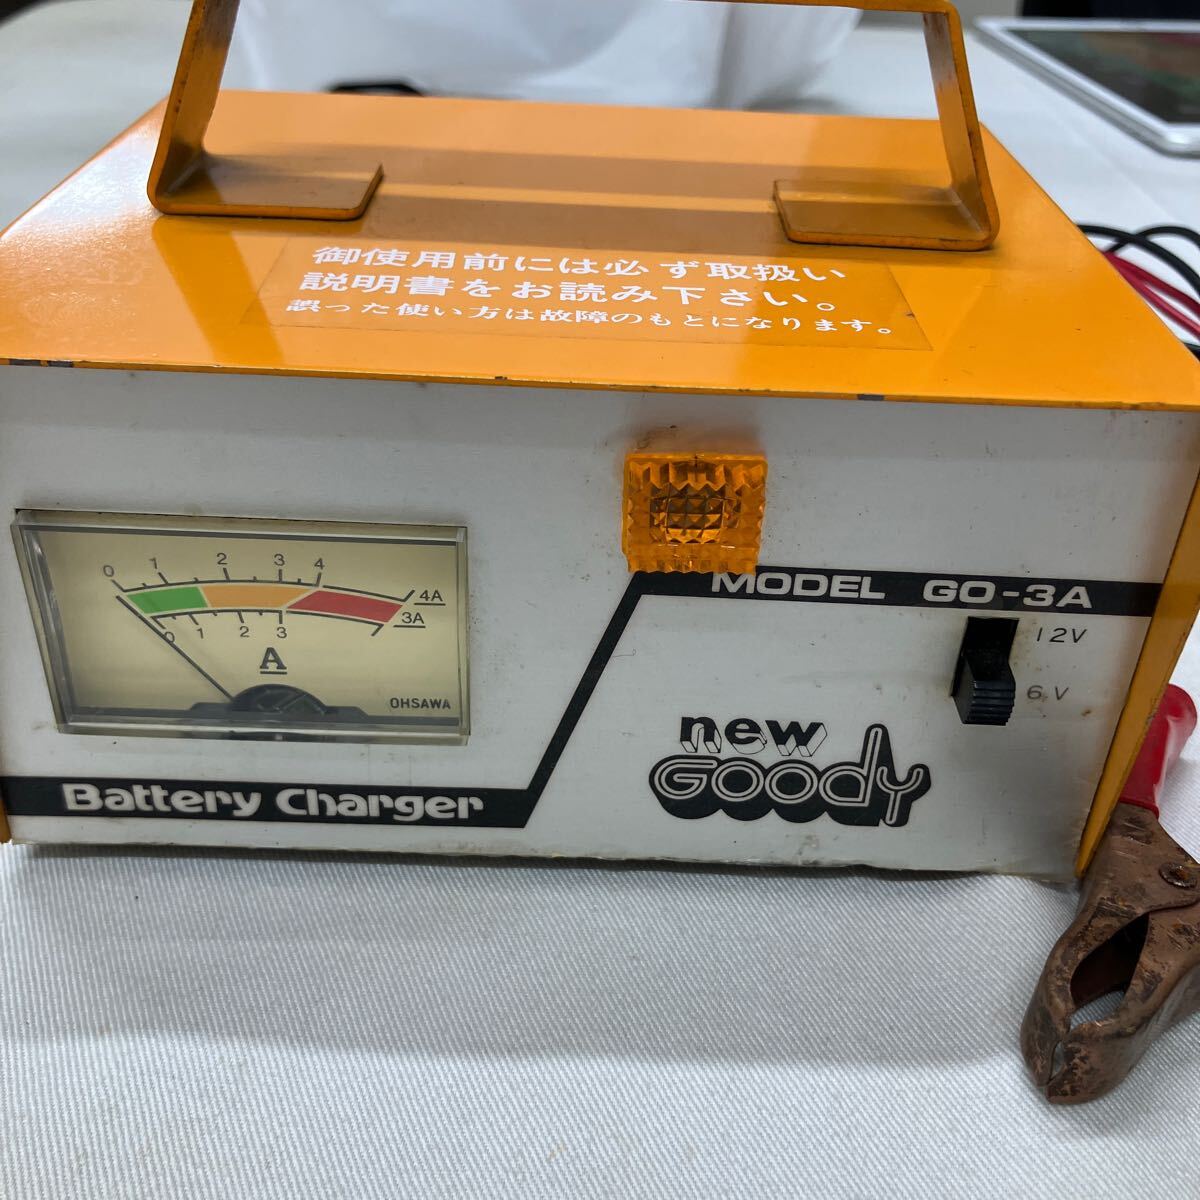 御使用前には必ず取扱い
説明書をお読み下さい。
誤った使い方は故障のもとになります。
0 1 2 3 4 4A
0 1 2 3 3A
A
OHSAWA
MODEL GO-3A
12V
6V
new
GOODY
Battery Charger